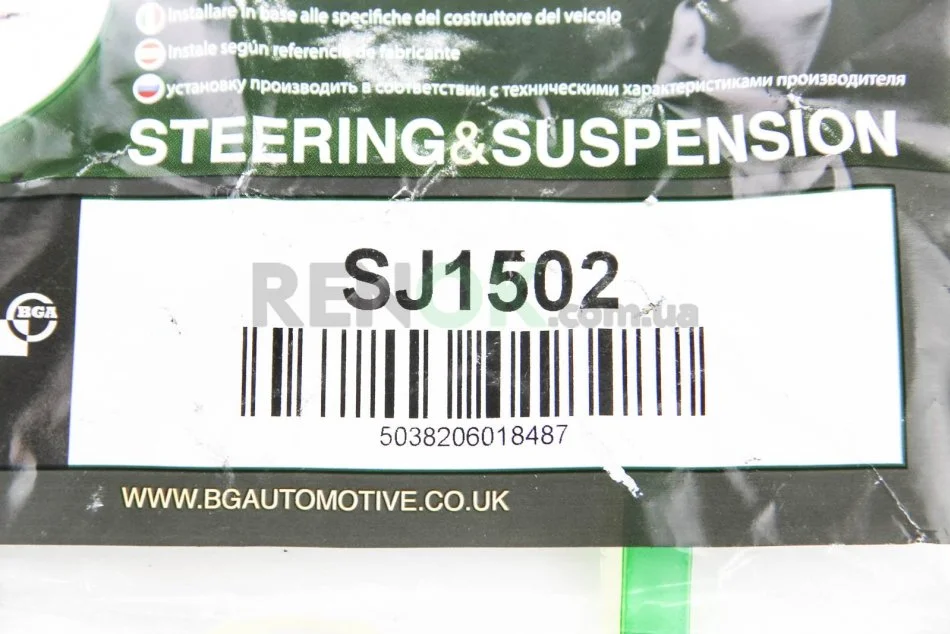 Installare in base alle specifiche del costruttore del veicolo
Instale según referencia de fabricante
установку производить в соответствии с техническими характеристиками производителя
STEERING&SUSPENSION
SJ1502
RENOK.com.ua
BGA
5038206018487
WWW.BGAUTOMOTIVE.CO.UK